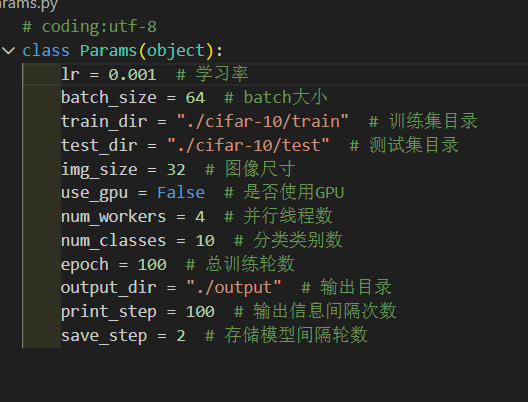 rams.py
# coding:utf-8
class Params(object):
lr = 0.001 # 学习率
batch_size = 64 # batch大小
train_dir = "./cifar-10/train" # 训练集目录
test_dir = "./cifar-10/test" # 测试集目录
img_size = 32 # 图像尺寸
use_gpu = False # 是否使用GPU
num_workers = 4 # 并行线程数
num_classes = 10 # 分类类别数
epoch = 100 # 总训练轮数
output_dir = "./output" # 输出目录
print_step = 100 # 输出信息间隔次数
save_step = 2 # 存储模型间隔轮数